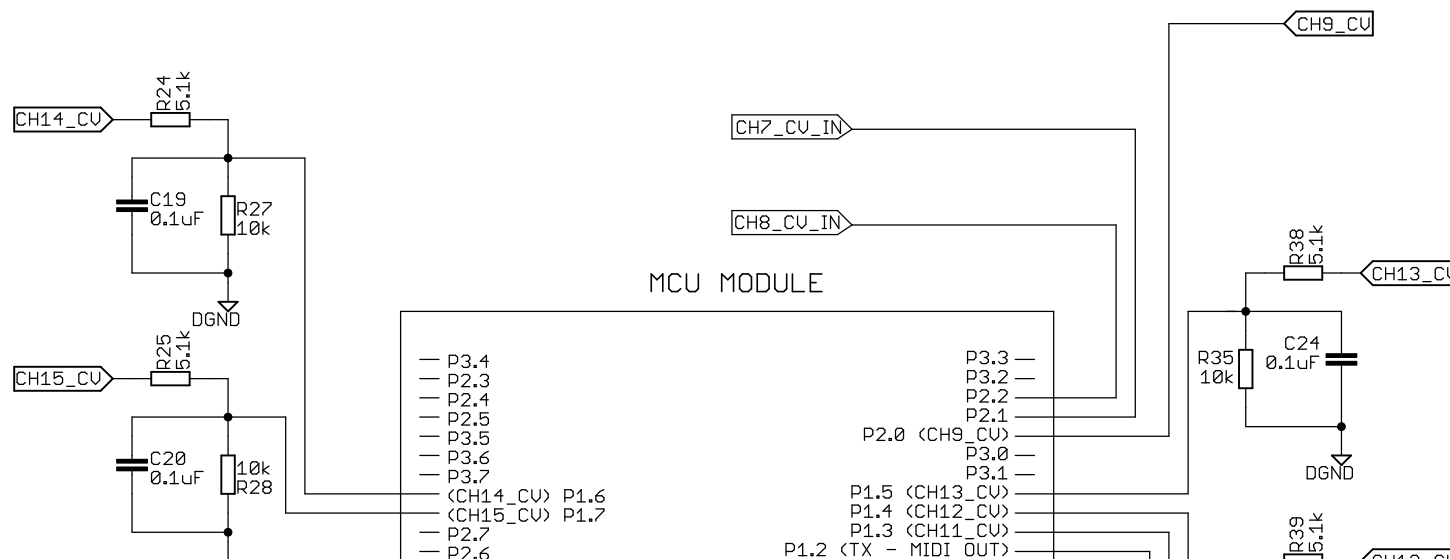 CH9_CV
R24
5.1k
CH14_CV
CH7_CV_IN
C19
0.1uF
R27
10k
CH8_CV_IN
R38
5.1k
MCU MODULE
CH13_CV
DGND
R25
5.1k
CH15_CV
P3.4
P2.3
P2.4
P2.5
P3.5
P3.6
P3.7
(CH14_CV) P1.6
(CH15_CV) P1.7
P2.7
P2.6
P3.3
P3.2
P2.2
P2.1
P2.0 (CH9_CV)
P3.0
P3.1
P1.5 (CH13_CV)
P1.4 (CH12_CV)
P1.3 (CH11_CV)
P1.2 (TX - MIDI OUT)
R35
10k
C24
0.1uF
C20
0.1uF
10k
R28
DGND
R39
5.1k